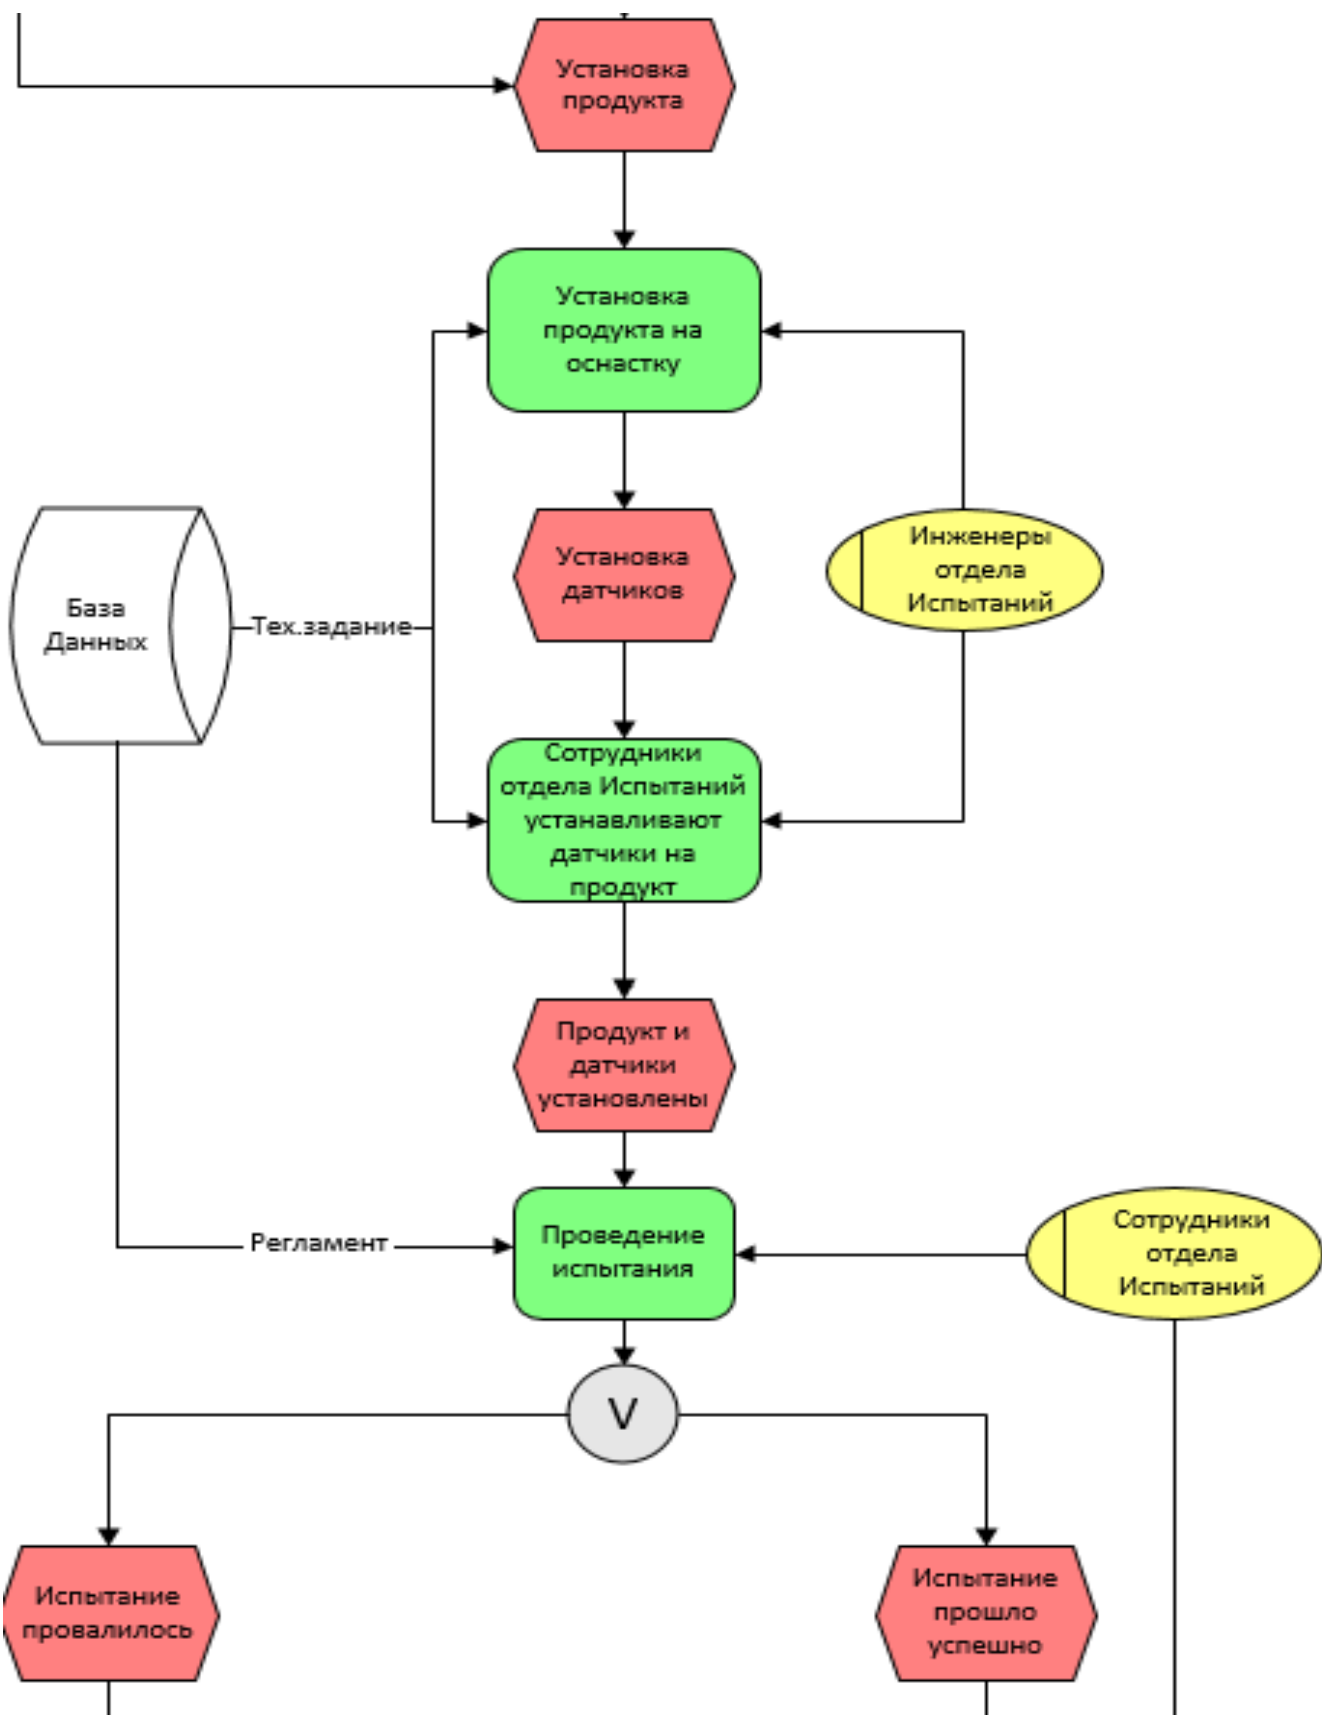 Установка
продукта
Установка
продукта на
оснастку
Установка
датчиков
Инженеры
отдела
Испытаний
База
Данных
Тех.задание
Сотрудники
отдела Испытаний
устанавливают
датчики на
продукт
Продукт и
датчики
установлены
Регламент
Проведение
испытания
Сотрудники
отдела
Испытаний
V
Испытание
провалилось
Испытание
прошло
успешно